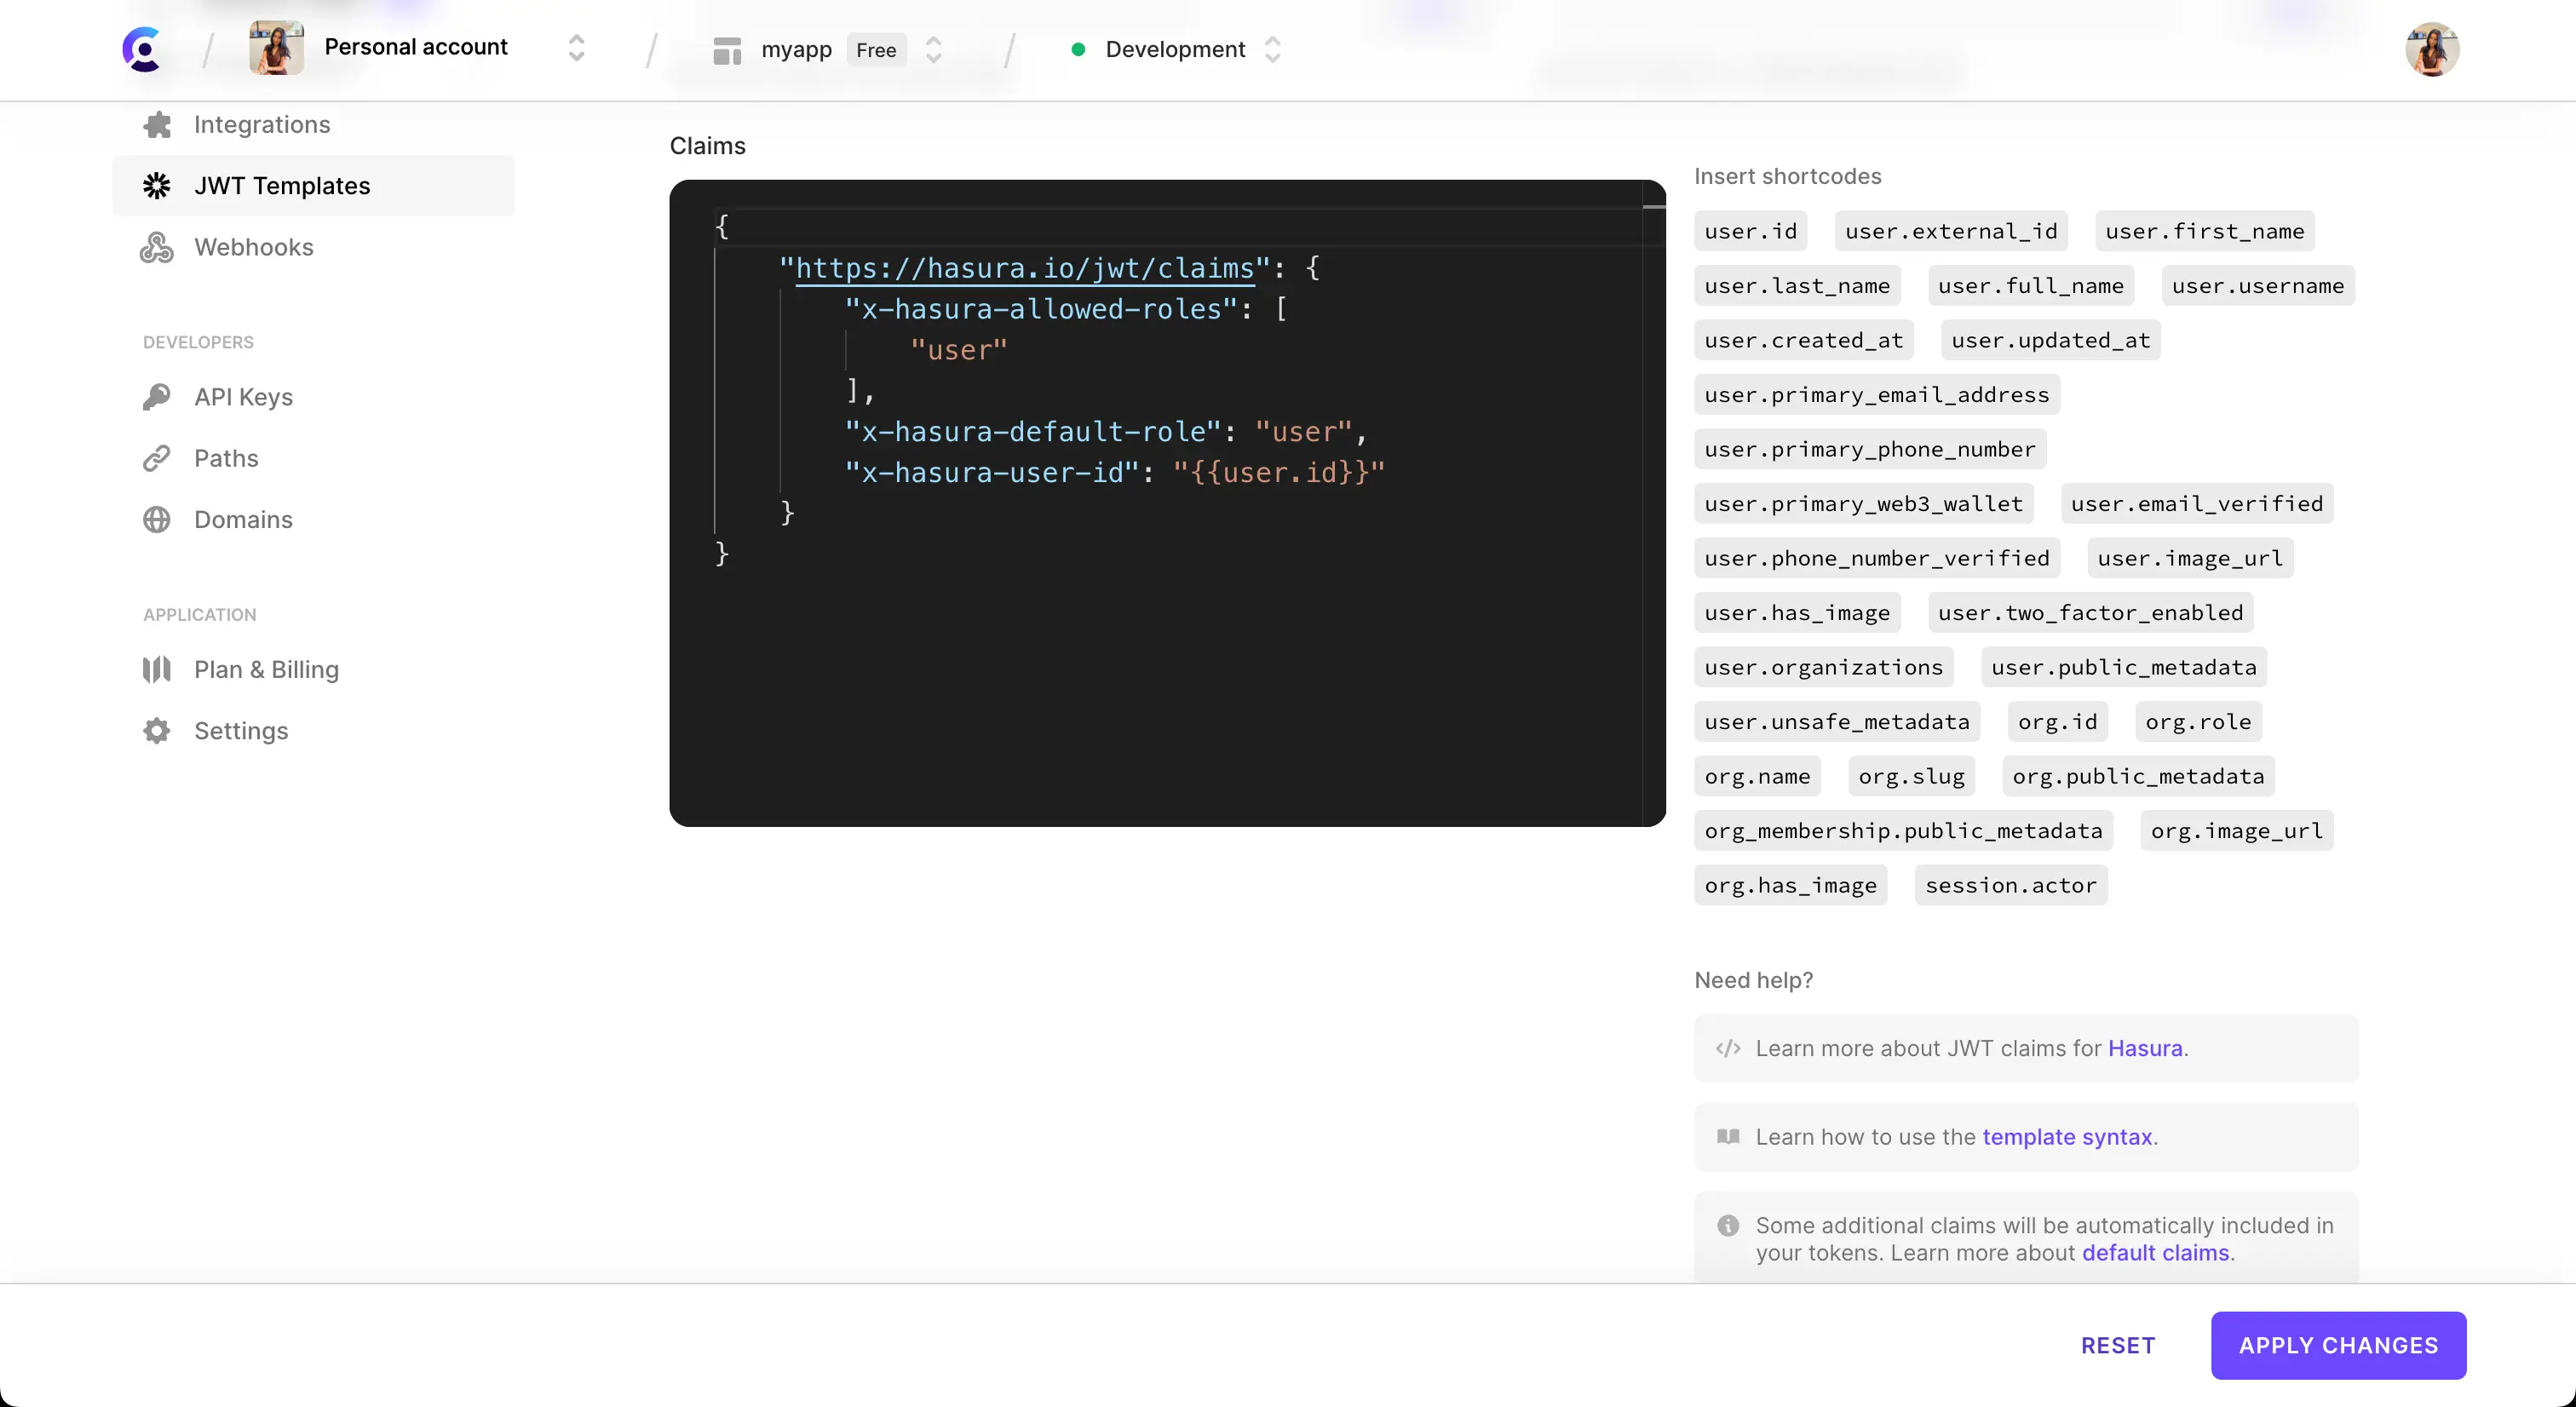 Personal account
myapp Free
Development
Integrations
JWT Templates
Webhooks
DEVELOPERS
API Keys
Paths
Domains
APPLICATION
Plan & Billing
Settings
Claims
{
"https://hasura.io/jwt/claims": {
"x-hasura-allowed-roles": [
"user"
],
"x-hasura-default-role": "user",
"x-hasura-user-id": "{{user.id}}"
}
}
Insert shortcodes
user.id user.external_id user.first_name
user.last_name user.full_name user.username
user.created_at user.updated_at
user.primary_email_address
user.primary_phone_number
user.primary_web3_wallet user.email_verified
user.phone_number_verified user.image_url
user.has_image user.two_factor_enabled
user.organizations user.public_metadata
user.unsafe_metadata org.id org.role
org.name org.slug org.public_metadata
org_membership.public_metadata org.image_url
org.has_image session.actor
Need help?
Learn more about JWT claims for Hasura.
Learn how to use the template syntax.
Some additional claims will be automatically included in
your tokens. Learn more about default claims.
RESET
APPLY CHANGES